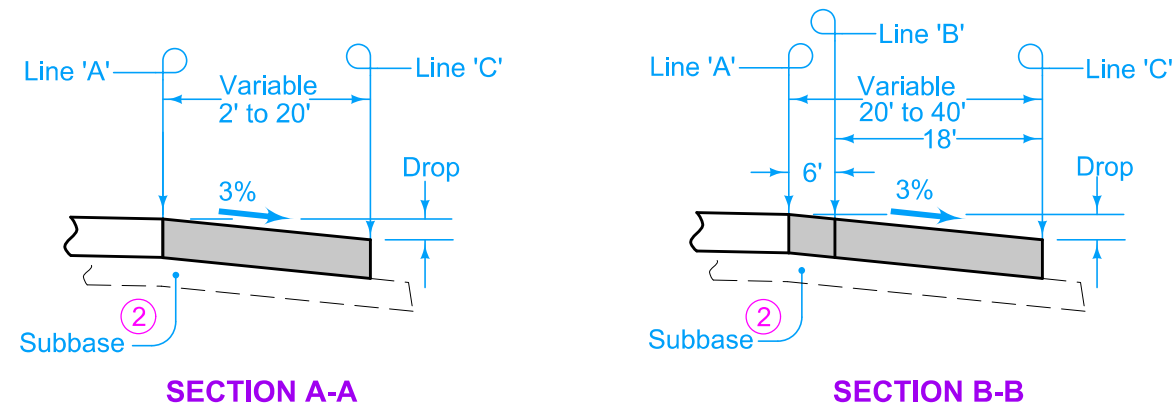 Line 'A'
Variable
2' to 20'
Line 'C'
Drop
3%
2
Subbase
SECTION A-A
Line 'B'
Line 'A'
Variable
20' to 40'
Line 'C'
18'
6'
Drop
3%
2
Subbase
SECTION B-B